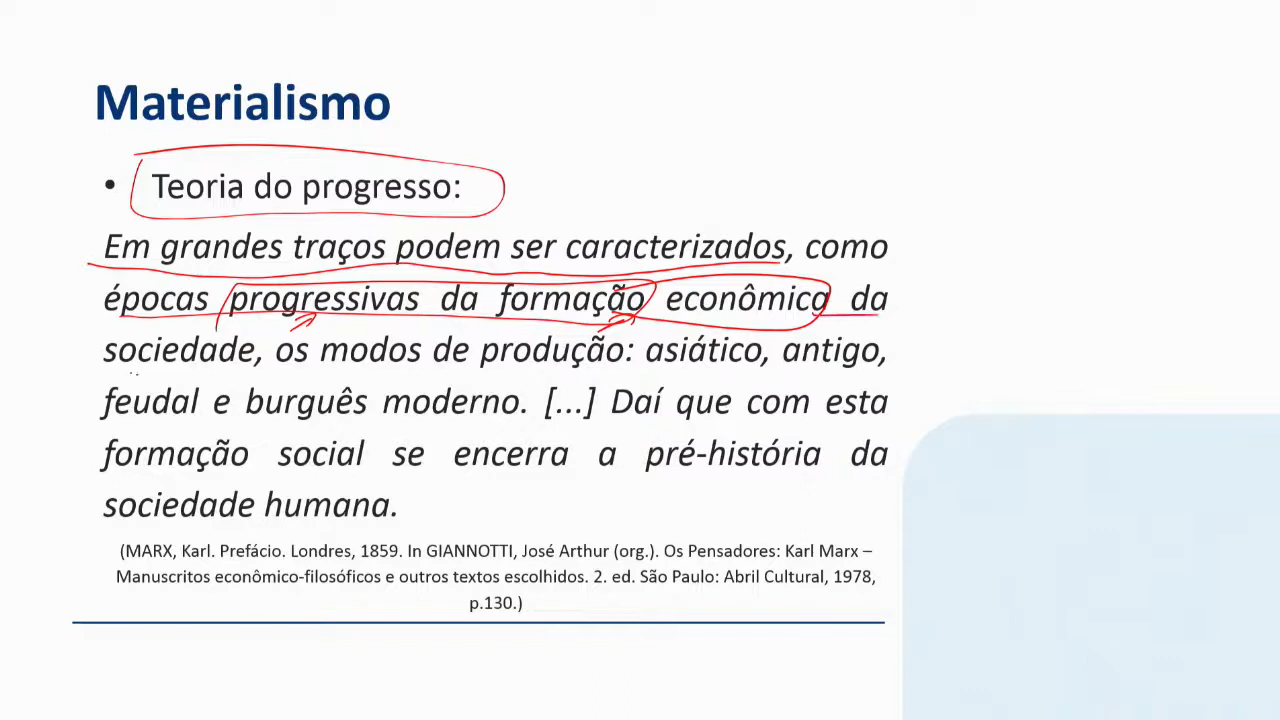 Materialismo
• Teoria do progresso:
Em grandes traços podem ser caracterizados, como
épocas progressivas da formação econômica da
sociedade, os modos de produção: asiático, antigo,
feudal e burguês moderno. [...] Daí que com esta
formação social se encerra a pré-história da
sociedade humana.
(MARX, Karl. Prefácio. Londres, 1859. In GIANNOTTI, José Arthur (org.). Os Pensadores: Karl Marx –
Manuscritos econômico-filosóficos e outros textos escolhidos. 2. ed. São Paulo: Abril Cultural, 1978,
p.130.)